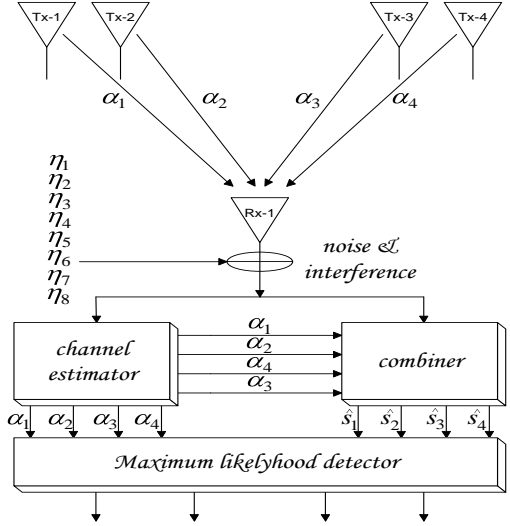 Tx-1 Tx-2 Tx-3 Tx-4
α1 α2 α3 α4
η1
η2
η3
η4
η5
η6
η7
η8
Rx-1
noise &
interference
channel
estimator
α1
α2
α4
α3
combiner
α1 α2 α3 α4
ŝ1 ŝ2 ŝ3 ŝ4
Maximum likelyhood detector